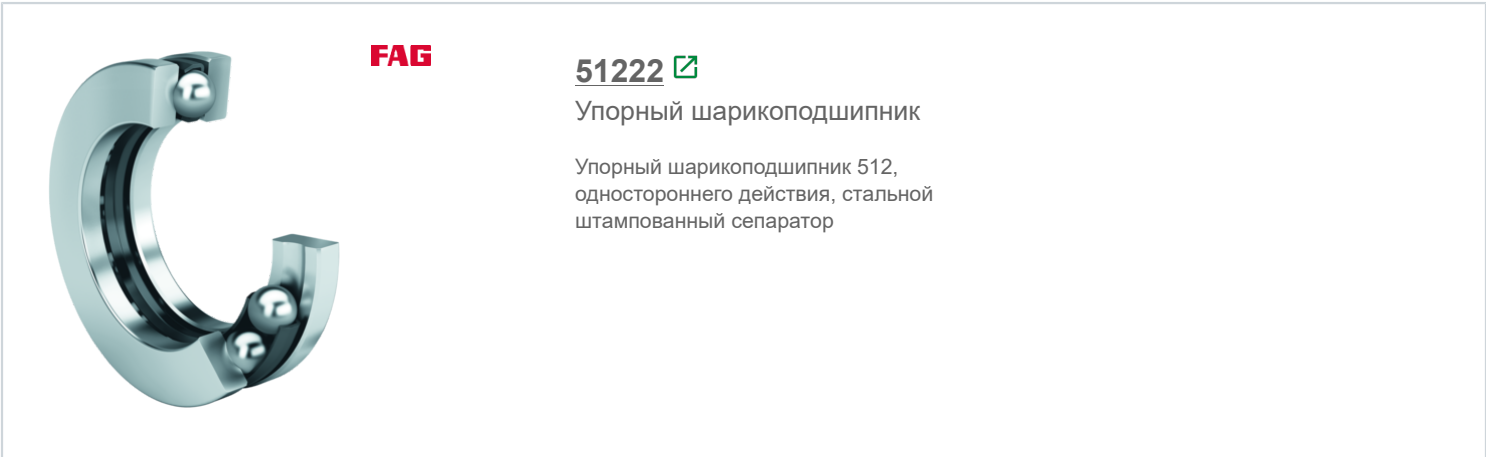 FAG
51222
Упорный шарикоподшипник
Упорный шарикоподшипник 512,
одностороннего действия, стальной
штампованный сепаратор